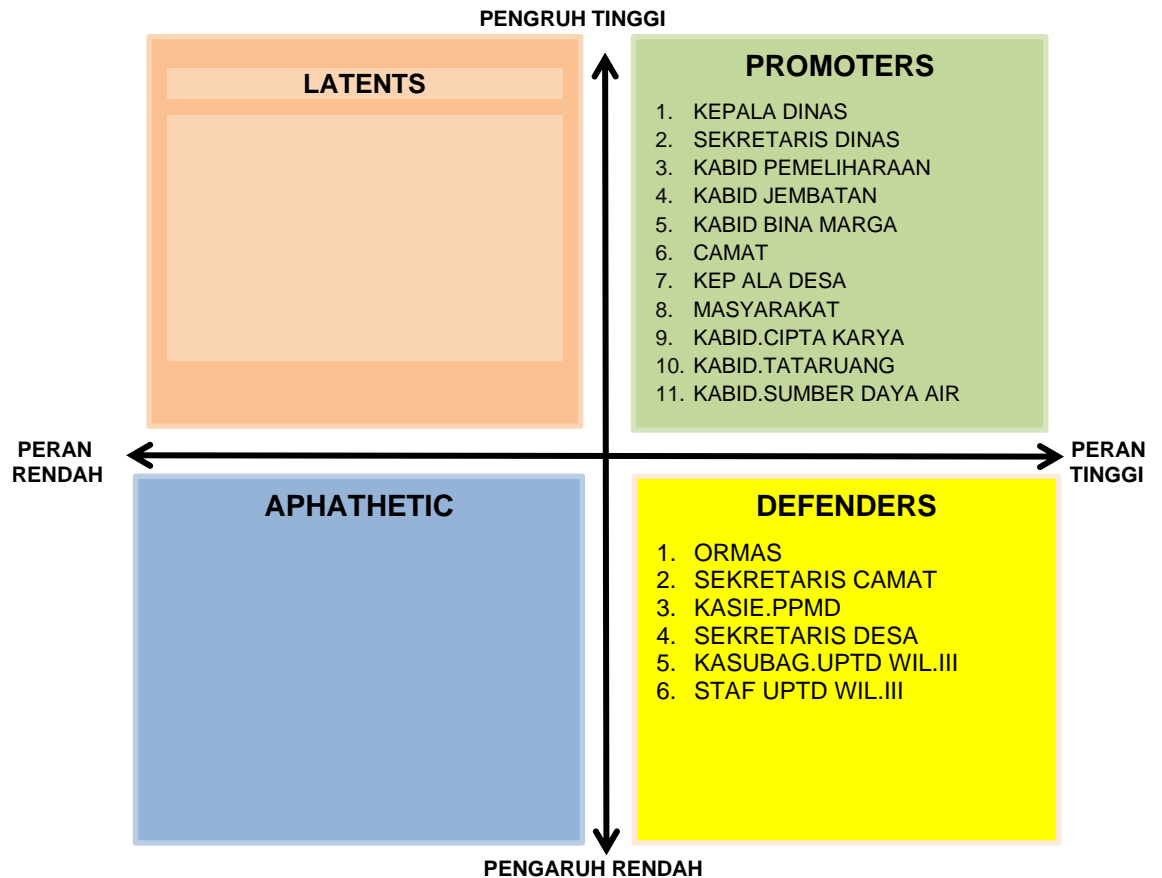 PENGRUH TINGGI
LATENTS
PROMOTERS
1. KEPALA DINAS
2. SEKRETARIS DINAS
3. KABID PEMELIHARAAN
4. KABID JEMBATAN
5. KABID BINA MARGA
6. CAMAT
7. KEP ALA DESA
8. MASYARAKAT
9. KABID.CIPTA KARYA
10. KABID.TATARUANG
11. KABID.SUMBER DAYA AIR
PERAN
RENDAH
PERAN
TINGGI
APHATHETIC
DEFENDERS
1. ORMAS
2. SEKRETARIS CAMAT
3. KASIE.PPMD
4. SEKRETARIS DESA
5. KASUBAG.UPTD WIL.III
6. STAF UPTD WIL.III
PENGARUH RENDAH